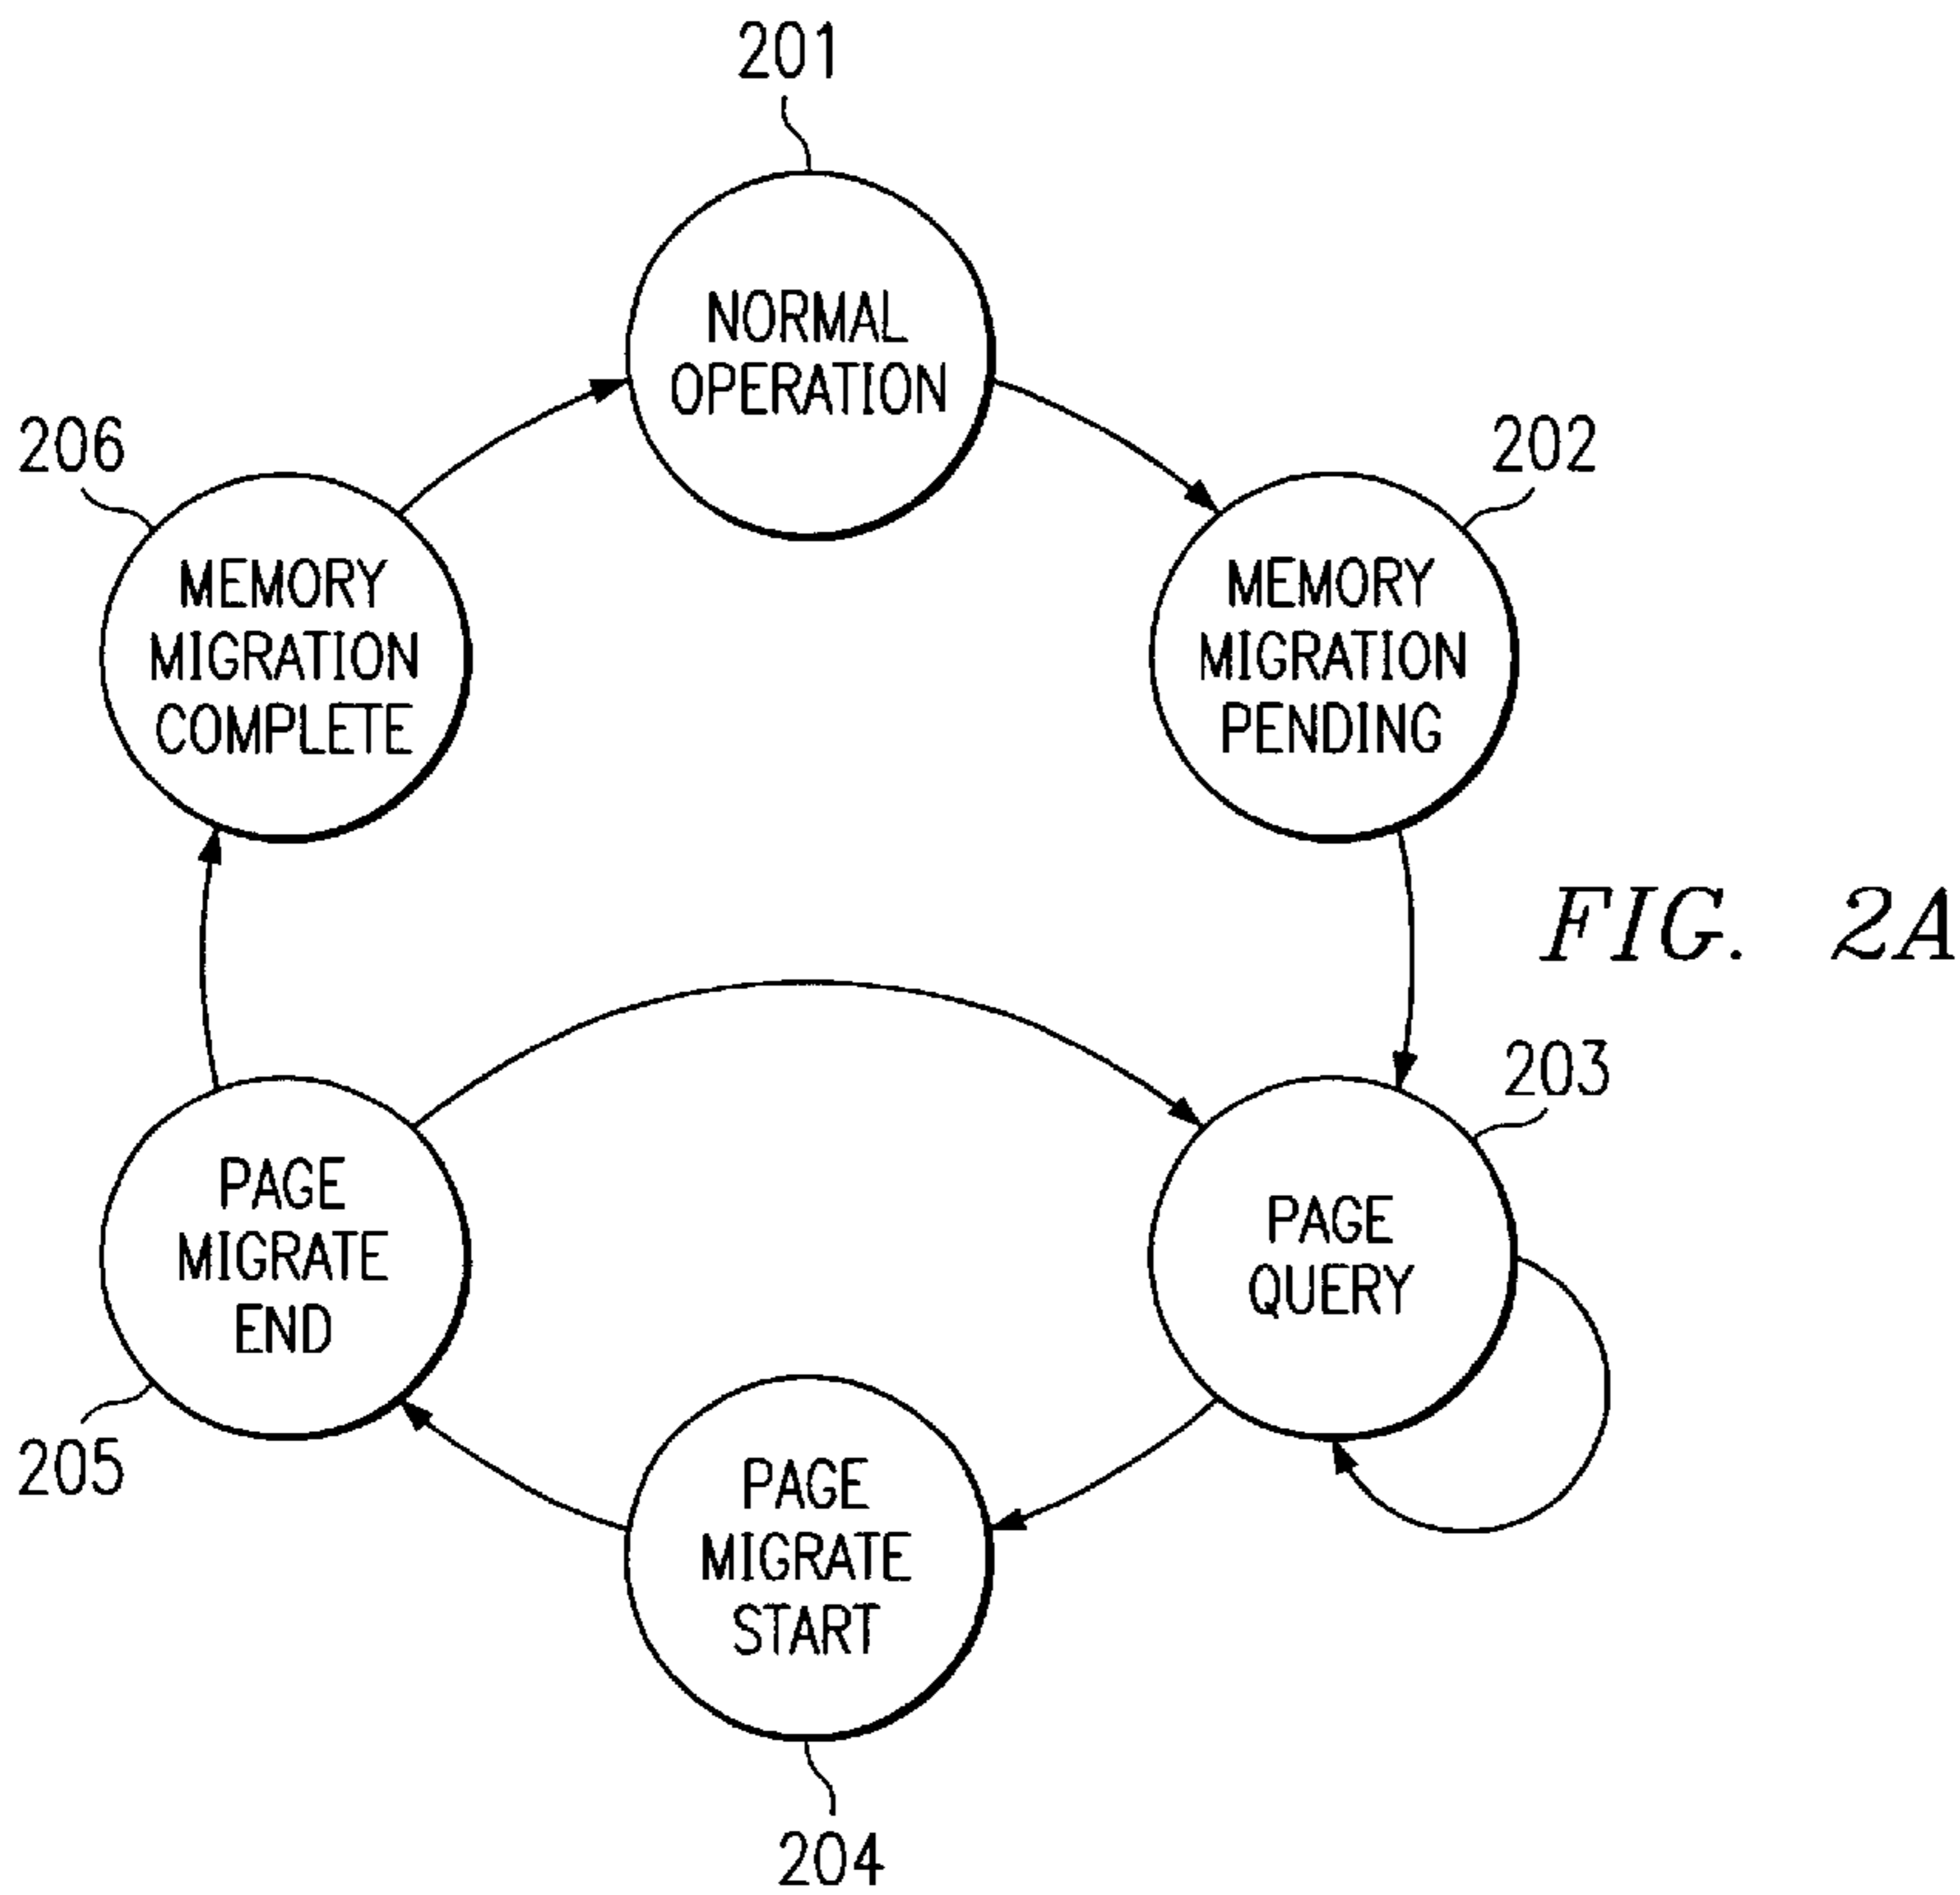 201
NORMAL
OPERATION
206
202
MEMORY
MIGRATION
COMPLETE
MEMORY
MIGRATION
PENDING
FIG. 2A
203
PAGE
MIGRATE
END
PAGE
QUERY
205
PAGE
MIGRATE
START
204